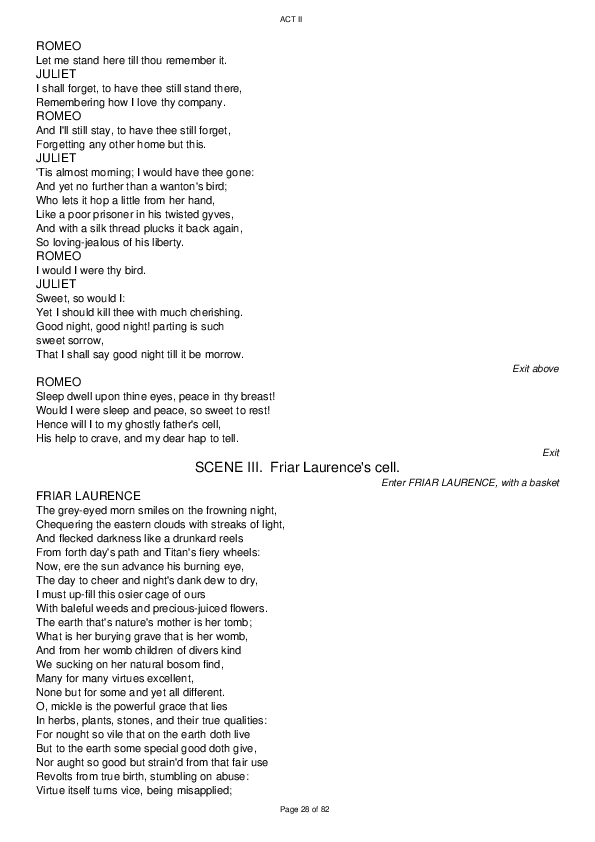 ACT II
ROMEO
Let me stand here till thou remember it.
JULIET
I shall forget, to have thee still stand there,
Remembering how I love thy company.
ROMEO
And I'll still stay, to have thee still forget,
Forgetting any other home but this.
JULIET
'Tis almost morning; I would have thee gone:
And yet no further than a wanton's bird;
Who lets it hop a little from her hand,
Like a poor prisoner in his twisted gyves,
And with a silk thread plucks it back again,
So loving-jealous of his liberty.
ROMEO
I would I were thy bird.
JULIET
Sweet, so would I:
Yet I should kill thee with much cherishing.
Good night, good night! parting is such
sweet sorrow,
That I shall say good night till it be morrow.
Exit above
ROMEO
Sleep dwell upon thine eyes, peace in thy breast!
Would I were sleep and peace, so sweet to rest!
Hence will I to my ghostly father's cell,
His help to crave, and my dear hap to tell.
Exit
SCENE III. Friar Laurence's cell.
Enter FRIAR LAURENCE, with a basket
FRIAR LAURENCE
The grey-eyed morn smiles on the frowning night,
Chequering the eastern clouds with streaks of light,
And flecked darkness like a drunkard reels
From forth day's path and Titan's fiery wheels:
Now, ere the sun advance his burning eye,
The day to cheer and night's dank dew to dry,
I must up-fill this osier cage of ours
With baleful weeds and precious-juiced flowers.
The earth that's nature's mother is her tomb;
What is her burying grave that is her womb,
And from her womb children of divers kind
We sucking on her natural bosom find,
Many for many virtues excellent,
None but for some and yet all different.
O, mickle is the powerful grace that lies
In herbs, plants, stones, and their true qualities:
For nought so vile that on the earth doth live
But to the earth some special good doth give,
Nor aught so good but strain'd from that fair use
Revolts from true birth, stumbling on abuse:
Virtue itself turns vice, being misapplied;
Page 28 of 82